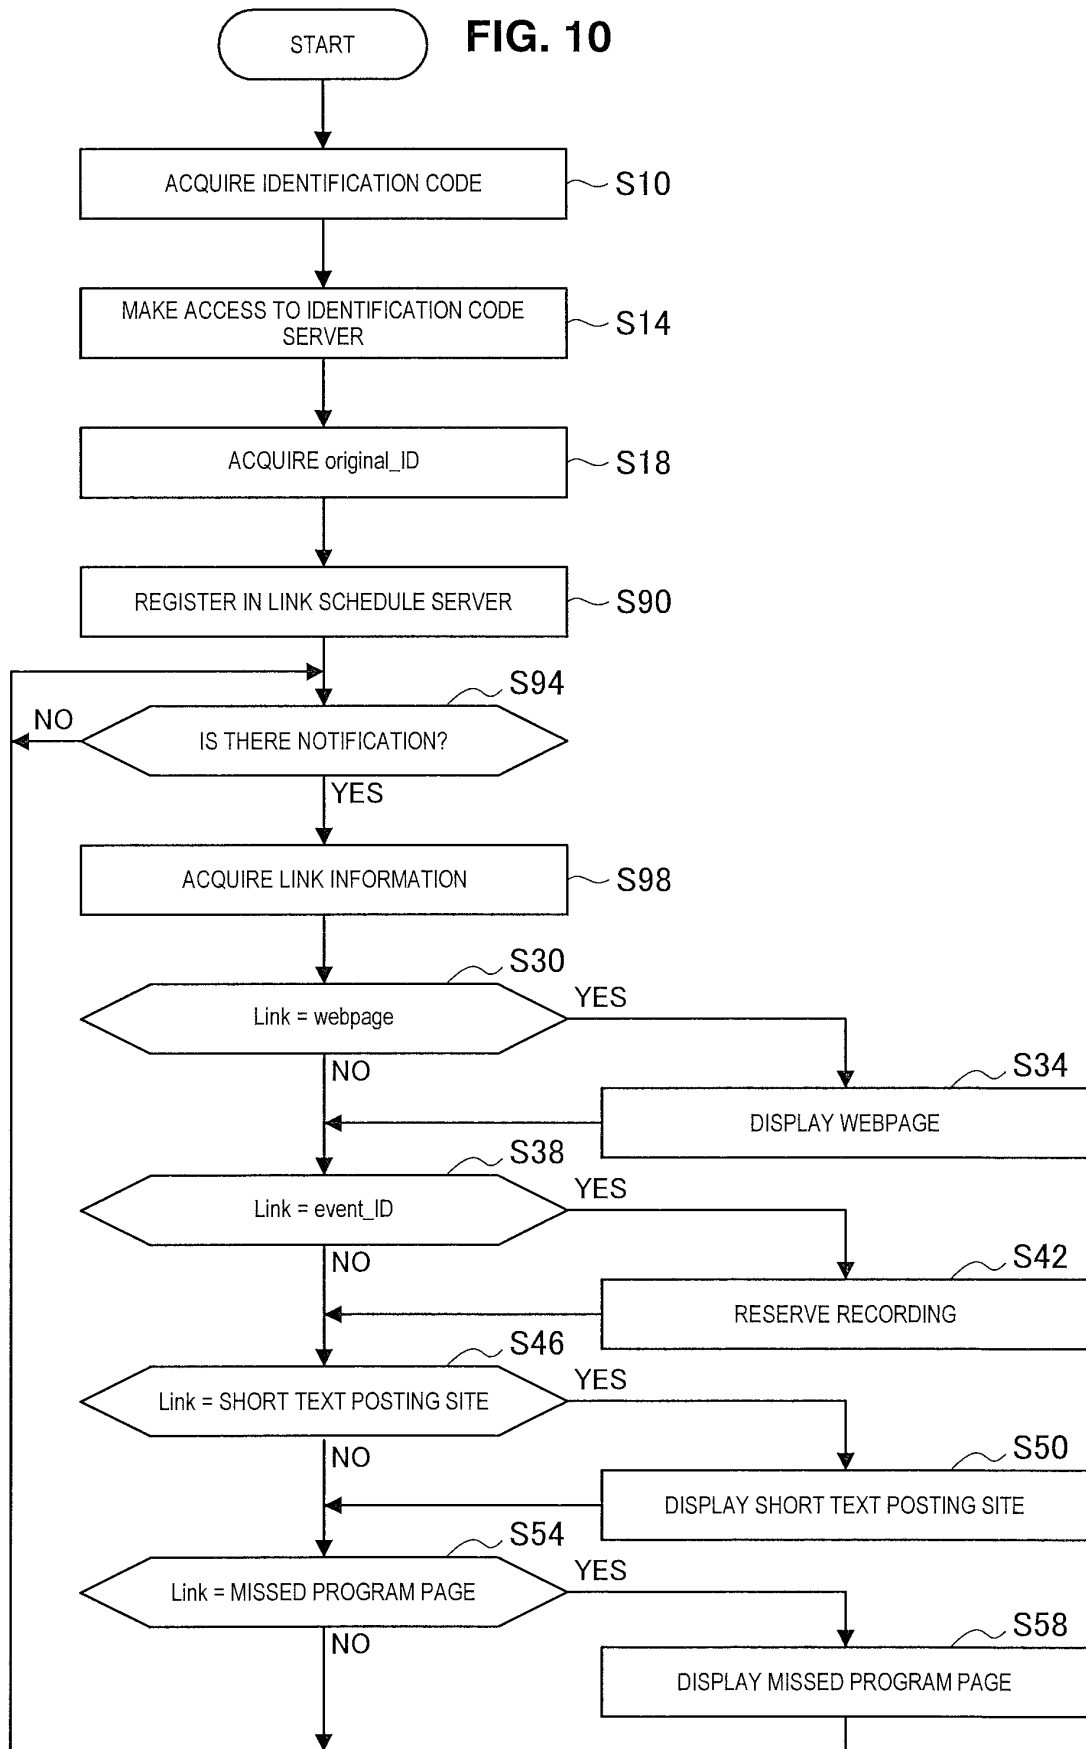 FIG. 10
START
ACQUIRE IDENTIFICATION CODE
S10
MAKE ACCESS TO IDENTIFICATION CODE
SERVER
S14
ACQUIRE original_ID
S18
REGISTER IN LINK SCHEDULE SERVER
S90
S94
NO
IS THERE NOTIFICATION?
YES
ACQUIRE LINK INFORMATION
S98
S30
YES
Link = webpage
NO
S34
DISPLAY WEBPAGE
S38
YES
Link = event_ID
NO
S42
RESERVE RECORDING
S46
YES
Link = SHORT TEXT POSTING SITE
NO
S50
DISPLAY SHORT TEXT POSTING SITE
S54
YES
Link = MISSED PROGRAM PAGE
NO
S58
DISPLAY MISSED PROGRAM PAGE